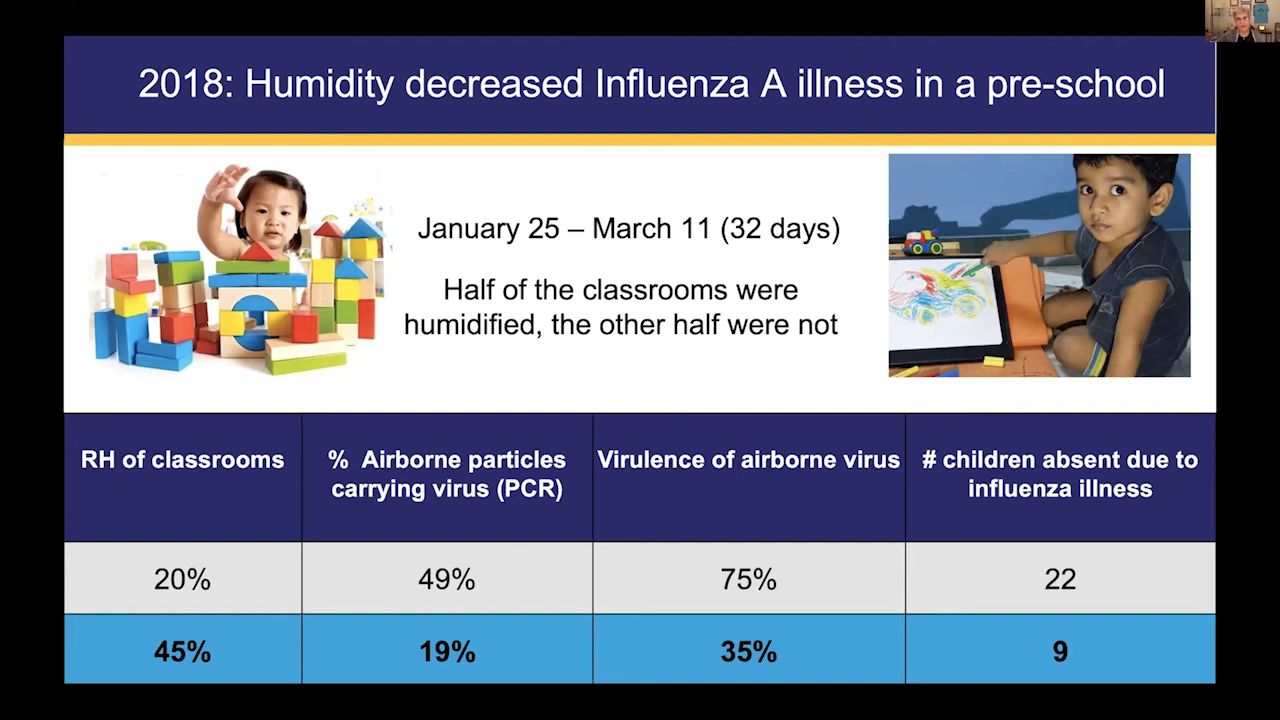 2018: Humidity decreased Influenza A illness in a pre-school
January 25 – March 11 (32 days)
Half of the classrooms were
humidified, the other half were not
RH of classrooms
% Airborne particles
carrying virus (PCR)
Virulence of airborne virus
# children absent due to
influenza illness
20%
49%
75%
22
45%
19%
35%
9